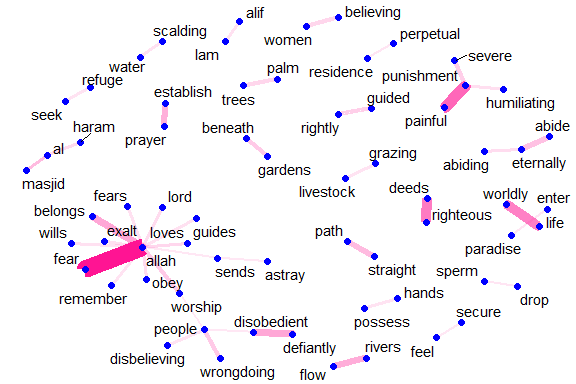 alif
believing
scalding
lam
women
perpetual
water
palm
residence
severe
refuge
punishment
establish
trees
guided
humiliating
seek
haram
prayer
beneath
rightly
painful
abide
al
gardens
grazing
abiding
eternally
masjid
livestock
deeds
worldly
enter
fears
lord
belongs
righteous
life
wills
exalt
loves
guides
path
paradise
fear
allah
straight
sperm
sends
astray
remember
obey
worship
hands
drop
people
disobedient
possess
secure
disbelieving
defiantly
rivers
feel
wrongdoing
flow